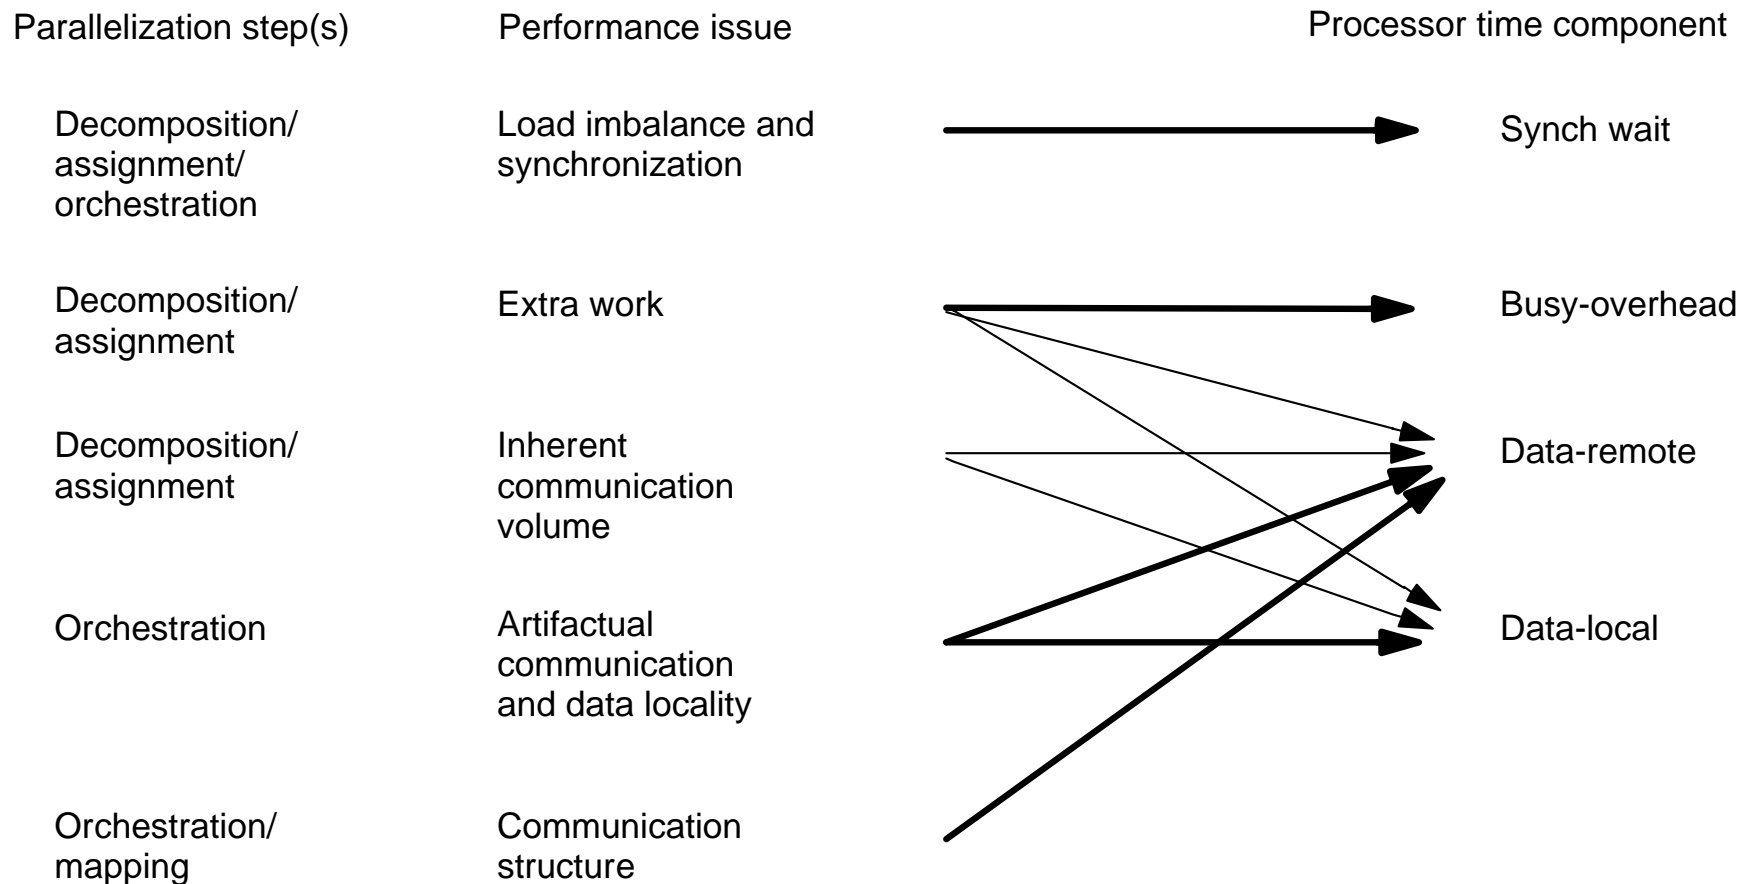 Parallelization step(s) Performance issue Processor time component
Decomposition/
assignment/
orchestration
Load imbalance and
synchronization
Synch wait
Decomposition/
assignment
Extra work
Busy-overhead
Decomposition/
assignment
Inherent
communication
volume
Data-remote
Orchestration
Artifactual
communication
and data locality
Data-local
Orchestration/
mapping
Communication
structure